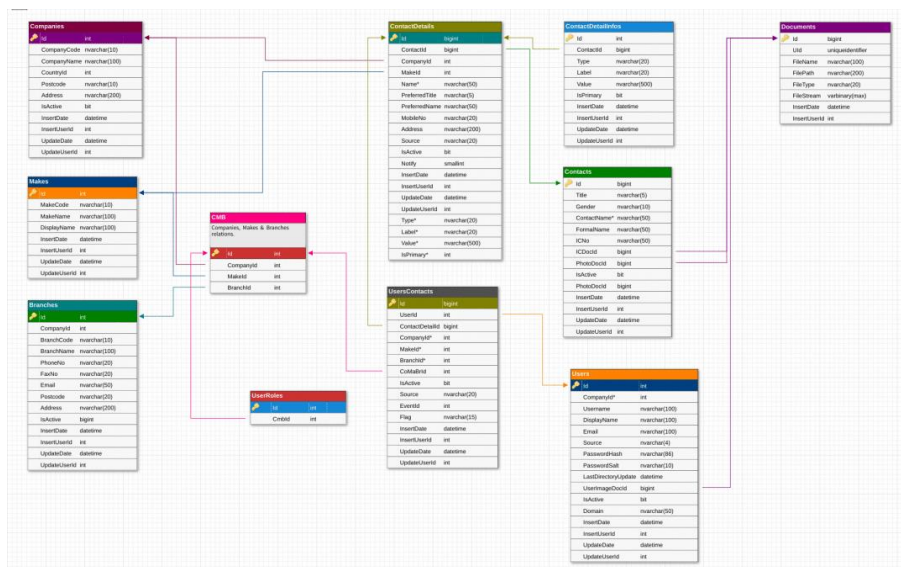 Companies
Id int
CompanyCode nvarchar(10)
CompanyName nvarchar(100)
CountryId int
Postcode nvarchar(10)
Address nvarchar(200)
IsActive bit
InsertDate datetime
InsertUserId int
UpdateDate datetime
UpdateUserId int
Makes
Id int
MakeCode nvarchar(10)
MakeName nvarchar(100)
DisplayName nvarchar(100)
InsertDate datetime
InsertUserId int
UpdateDate datetime
UpdateUserId int
Branches
Id int
CompanyId int
BranchCode nvarchar(10)
BranchName nvarchar(100)
PhoneNo nvarchar(20)
FaxNo nvarchar(20)
Email nvarchar(50)
Postcode nvarchar(20)
Address nvarchar(200)
IsActive bigint
InsertDate datetime
InsertUserId int
UpdateDate datetime
UpdateUserId int
CMB
Companies, Makes & Branches
relations.
Id int
CompanyId int
MakeId int
BranchId int
UserRoles
Id int
CmbId int
ContactDetails
Id bigint
ContactId bigint
CompanyId int
MakeId int
Name* nvarchar(50)
PreferredTitle nvarchar(5)
PreferredName nvarchar(50)
MobileNo nvarchar(20)
Address nvarchar(200)
Source nvarchar(20)
IsActive bit
Notify smallint
InsertDate datetime
InsertUserId int
UpdateDate datetime
UpdateUserId int
Type* nvarchar(20)
Label* nvarchar(20)
Value* nvarchar(500)
IsPrimary* int
UsersContacts
Id bigint
UserId int
ContactDetailId bigint
CompanyId* int
MakeId* int
BranchId* int
CoMaBrId int
IsActive bit
Source nvarchar(20)
EventId int
Flag nvarchar(15)
InsertDate datetime
InsertUserId int
UpdateDate datetime
UpdateUserId int
ContactDetailInfos
Id int
ContactId bigint
Type nvarchar(20)
Label nvarchar(20)
Value nvarchar(500)
IsPrimary bit
InsertDate datetime
InsertUserId int
UpdateDate datetime
UpdateUserId int
Contacts
Id bigint
Title nvarchar(5)
Gender nvarchar(10)
ContactName* nvarchar(50)
FormalName nvarchar(50)
ICNo nvarchar(50)
ICDocId bigint
PhotoDocId bigint
IsActive bit
PhotoDocId bigint
InsertDate datetime
InsertUserId int
UpdateDate datetime
UpdateUserId int
Users
Id int
CompanyId* int
Username nvarchar(100)
DisplayName nvarchar(100)
Email nvarchar(100)
Source nvarchar(4)
PasswordHash nvarchar(86)
PasswordSalt nvarchar(10)
LastDirectoryUpdate datetime
UserImageDocId bigint
IsActive bit
Domain nvarchar(50)
InsertDate datetime
InsertUserId int
UpdateDate datetime
UpdateUserId int
Documents
Id bigint
UId uniqueidentifier
FileName nvarchar(100)
FilePath nvarchar(200)
FileType nvarchar(20)
FileStream varbinary(max)
InsertDate datetime
InsertUserId int